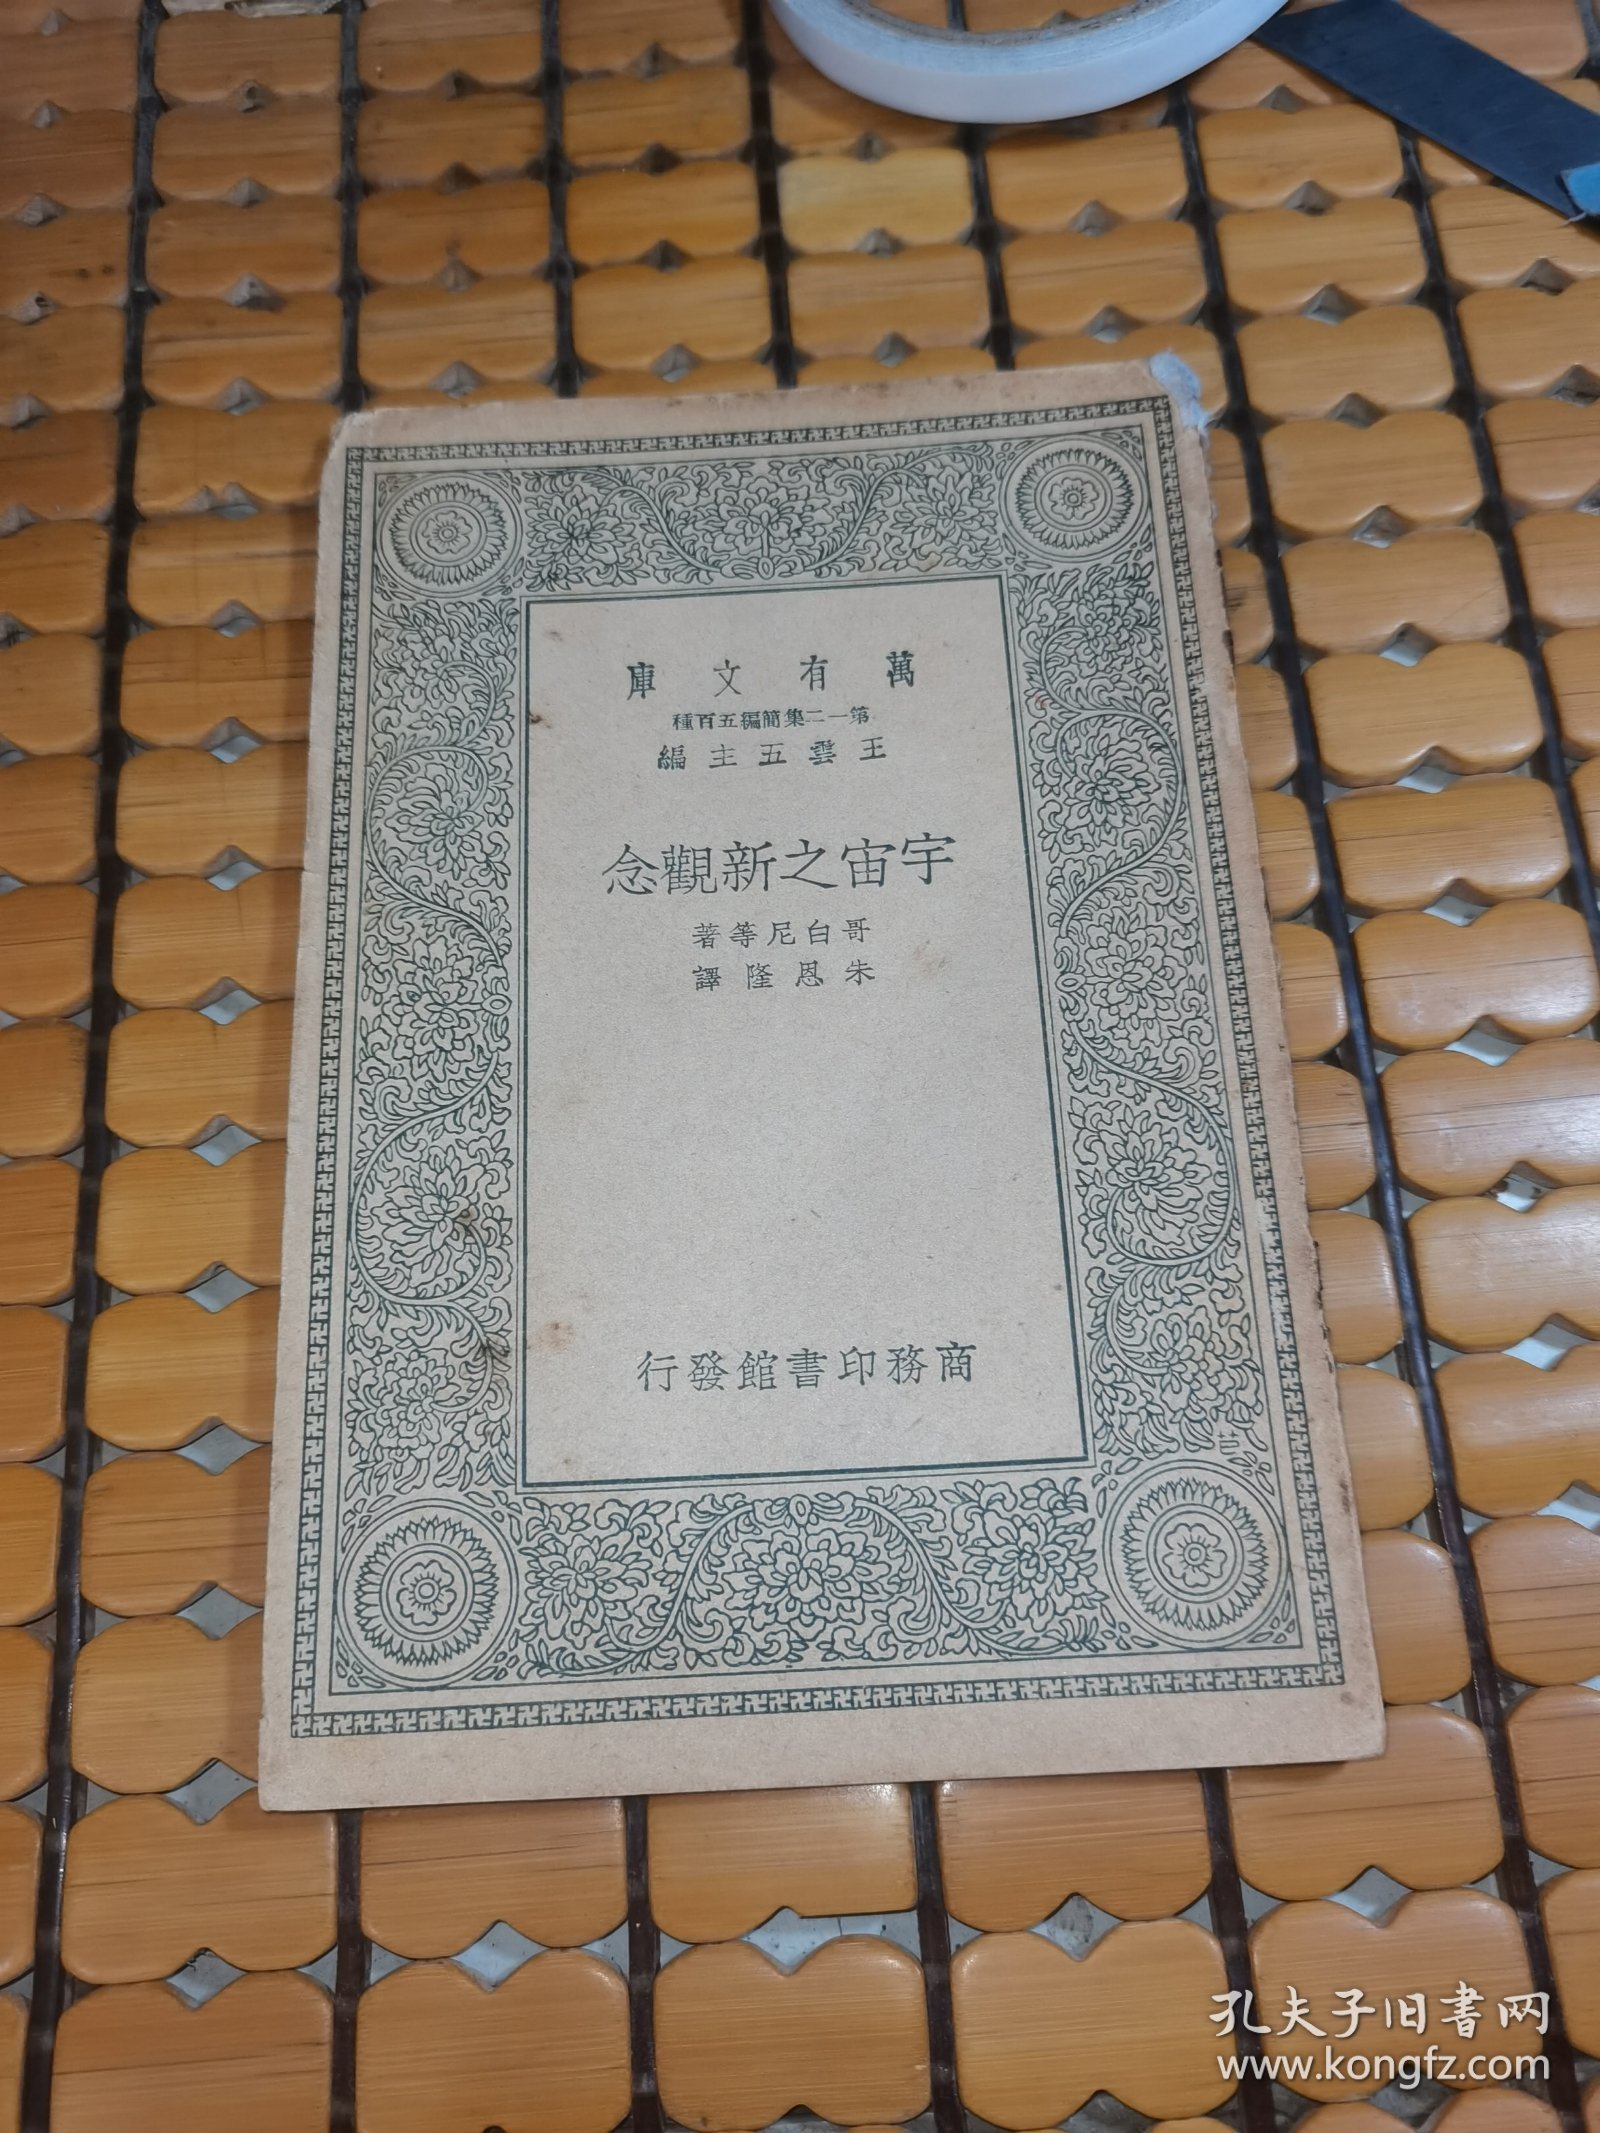 萬有文庫
第一二集簡編五百種
王雲五主編
宇宙之新觀念
哥白尼等著
朱恩隆譯
商務印書館發行
孔夫子旧书网
www.kongfz.com